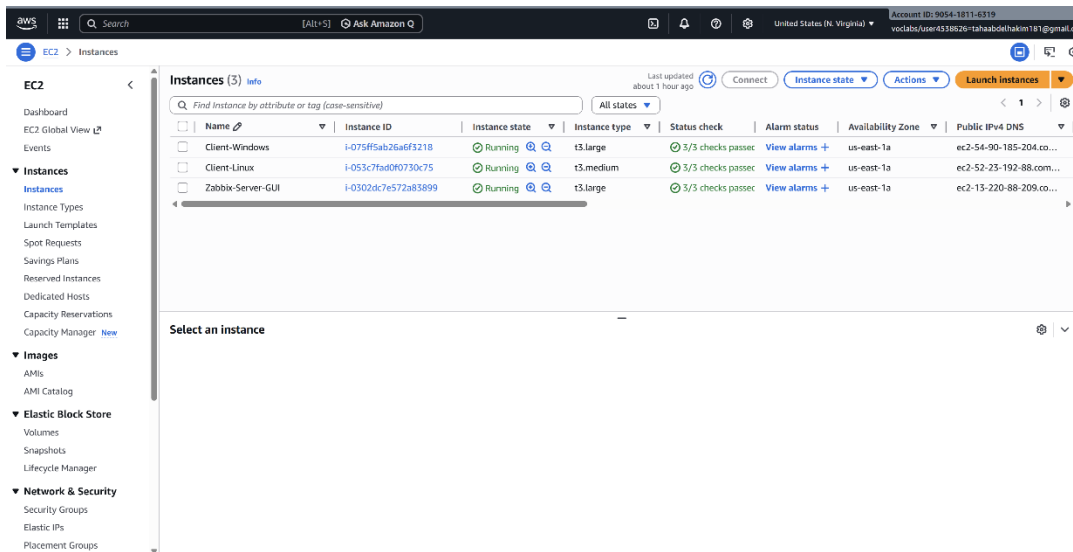 aws
Search
[Alt+S]
Ask Amazon Q
United States (N. Virginia) ▼
Account ID: 9054-1811-6319
voclabs/user4538626=tahaabdelhakim181@gmail.c
EC2 > Instances
EC2
Dashboard
EC2 Global View
Events
Instances
Instances
Instance Types
Launch Templates
Spot Requests
Savings Plans
Reserved Instances
Dedicated Hosts
Capacity Reservations
Capacity Manager New
Images
AMIs
AMI Catalog
Elastic Block Store
Volumes
Snapshots
Lifecycle Manager
Network & Security
Security Groups
Elastic IPs
Placement Groups
Instances (3) Info
Last updated
about 1 hour ago
Connect
Instance state ▼
Actions ▼
Launch instances
Find Instance by attribute or tag (case-sensitive)
All states ▼
< 1 >
Name Instance ID Instance state Instance type Status check Alarm status Availability Zone Public IPv4 DNS
Client-Windows i-075ff5ab26a6f3218 Running t3.large 3/3 checks passec View alarms + us-east-1a ec2-54-90-185-204.co...
Client-Linux i-053c7fad0f0730c75 Running t3.medium 3/3 checks passec View alarms + us-east-1a ec2-52-23-192-88.com...
Zabbix-Server-GUI i-0302dc7e572a83899 Running t3.large 3/3 checks passec View alarms + us-east-1a ec2-13-220-88-209.co...
Select an instance